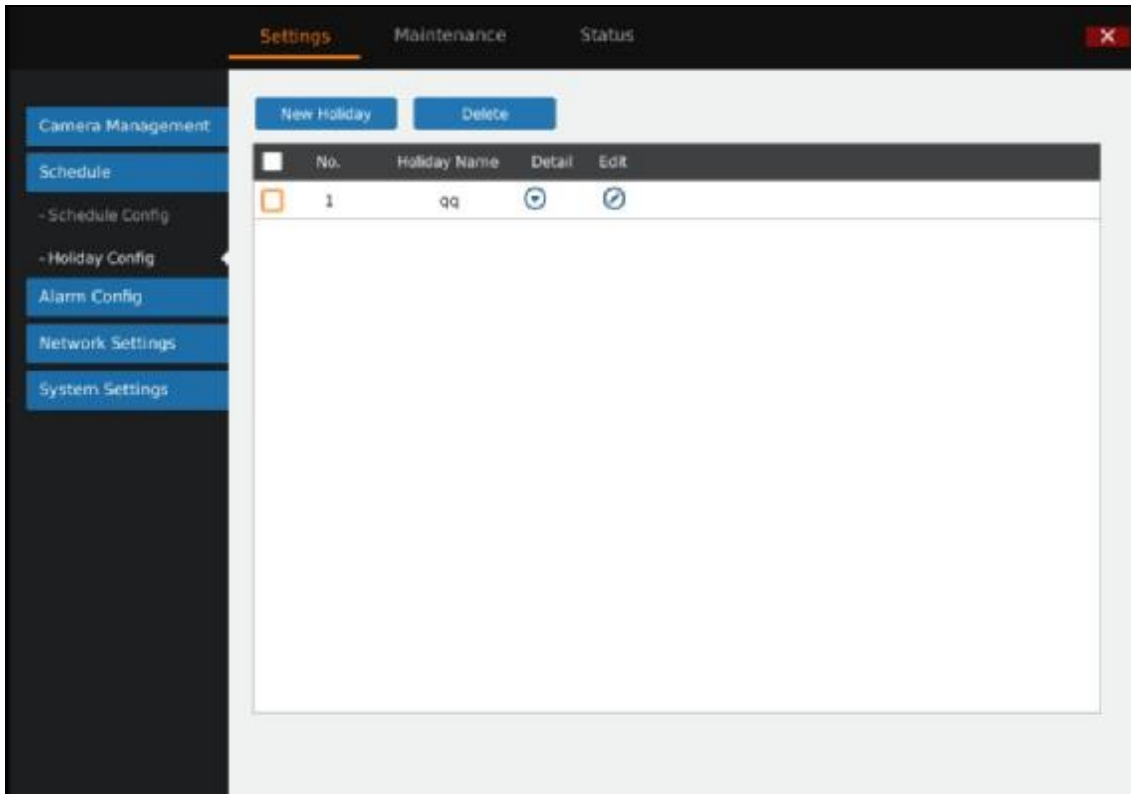 Settings Maintenance Status
Camera Management
Schedule
- Schedule Config
- Holiday Config
Alarm Config
Network Settings
System Settings
New Holiday Delete
No. Holiday Name Detail Edit
1 qq